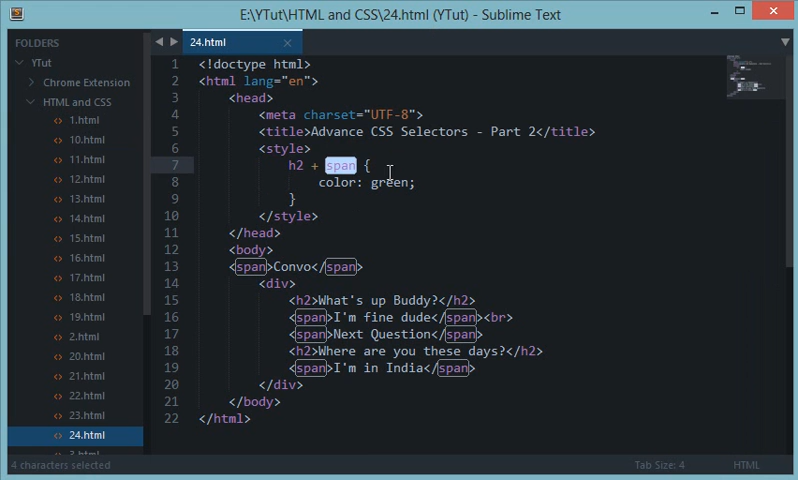 E:\YTut\HTML and CSS\24.html (YTut) - Sublime Text
FOLDERS
YTut
Chrome Extension
HTML and CSS
<> 1.html
<> 10.html
<> 11.html
<> 12.html
<> 13.html
<> 14.html
<> 15.html
<> 16.html
<> 17.html
<> 18.html
<> 19.html
<> 2.html
<> 20.html
<> 21.html
<> 22.html
<> 23.html
<> 24.html
<> 3.html
24.html
1 <!doctype html>
2 <html lang="en">
3 <head>
4 <meta charset="UTF-8">
5 <title>Advance CSS Selectors - Part 2</title>
6 <style>
7 h2 + span {
8 color: green;
9 }
10 </style>
11 </head>
12 <body>
13 <span>Convo</span>
14 <div>
15 <h2>What's up Buddy?</h2>
16 <span>I'm fine dude</span><br>
17 <span>Next Question</span>
18 <h2>Where are you these days?</h2>
19 <span>I'm in India</span>
20 </div>
21 </body>
22 </html>
4 characters selected
Tab Size: 4
HTML